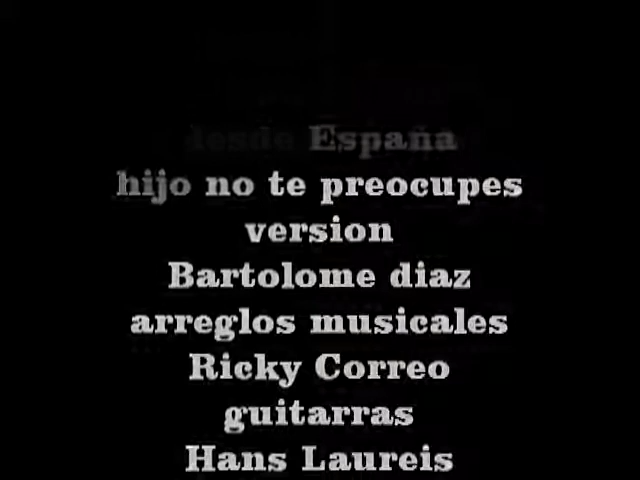 desde España
hijo no te preocupes
version
Bartolome diaz
arreglos musicales
Ricky Correo
guitarras
Hans Laureis